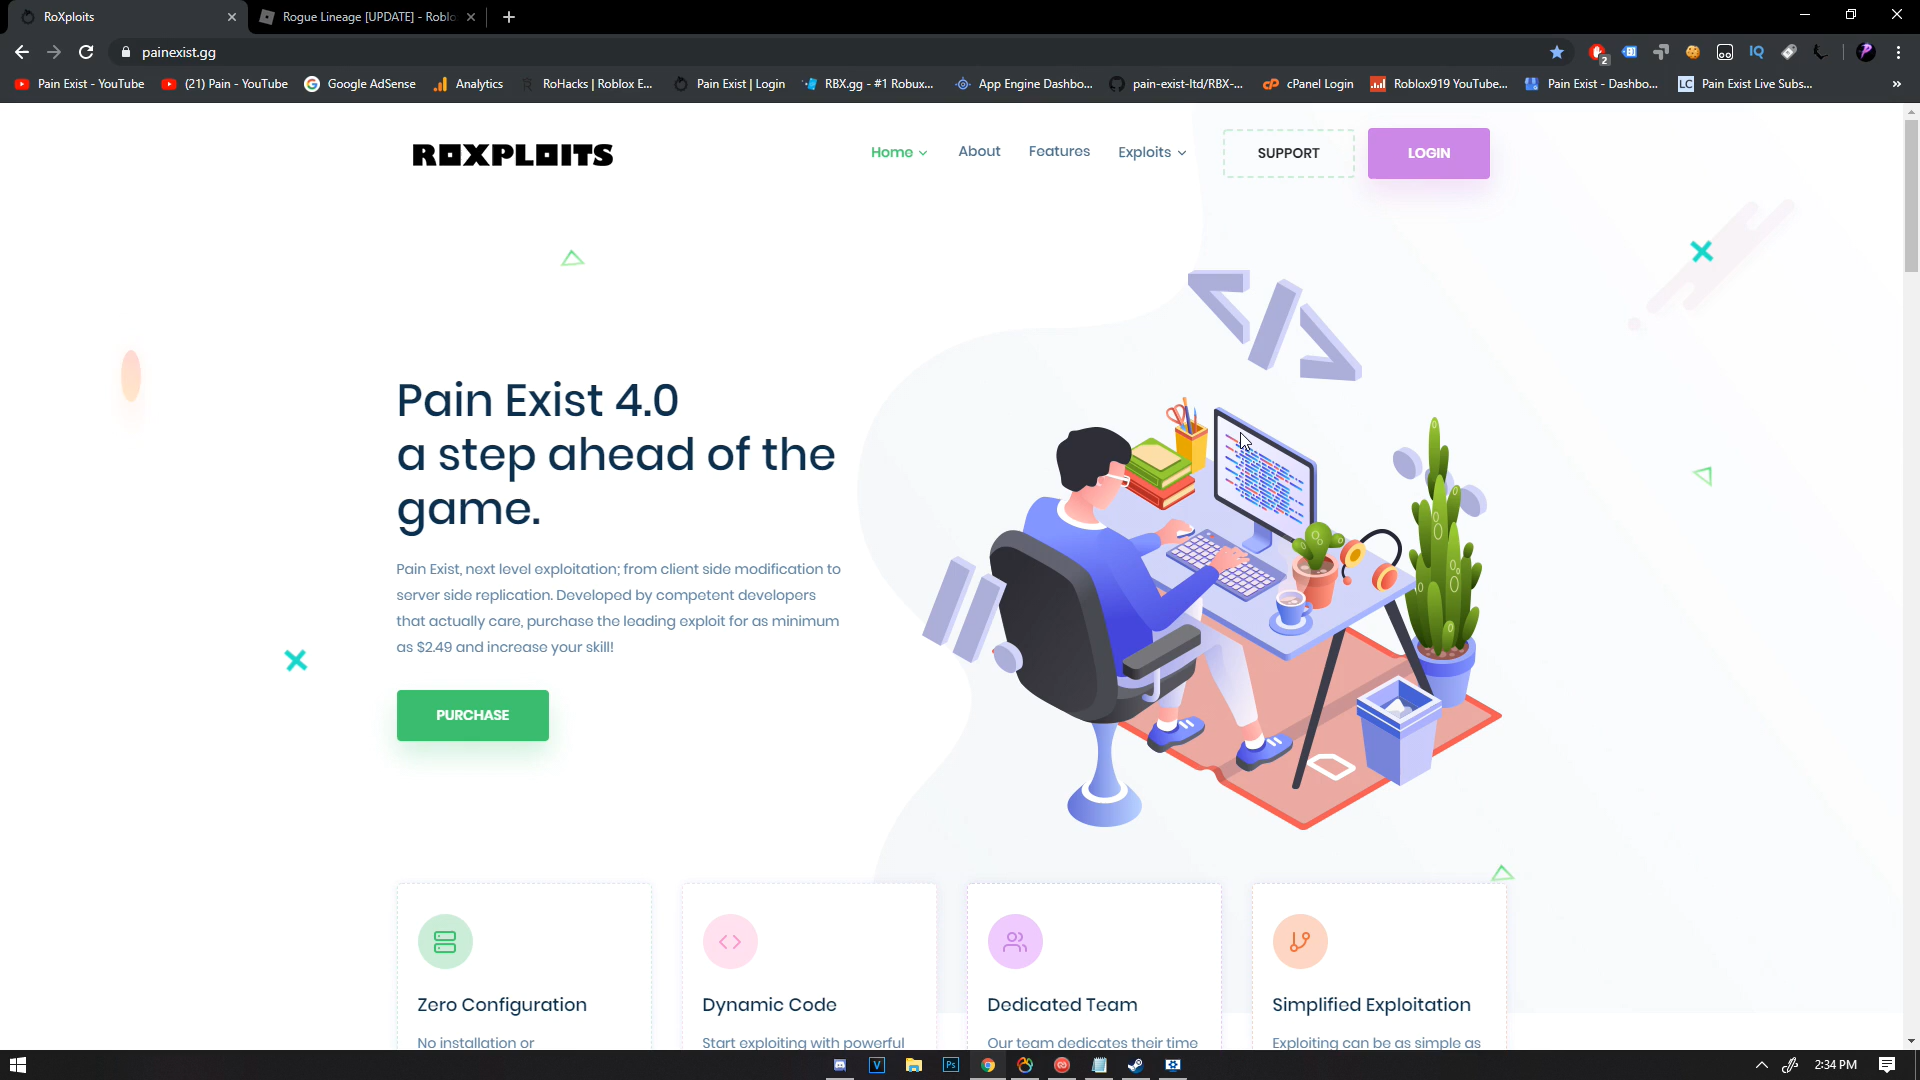 RoXploits
Rogue Lineage [UPDATE] - Roblo
painexist.gg
2
Pain Exist - YouTube
(21) Pain - YouTube
Google AdSense
Analytics
RoHacks | Roblox E...
Pain Exist | Login
RBX.gg - #1 Robux...
App Engine Dashbo...
pain-exist-ltd/RBX-...
cPanel Login
Roblox919 YouTube...
Pain Exist - Dashbo...
LC Pain Exist Live Subs...
»
ROXPLOITS
Home
About
Features
Exploits
SUPPORT
LOGIN
Pain Exist 4.0
a step ahead of the
game.
Pain Exist, next level exploitation; from client side modification to
server side replication. Developed by competent developers
that actually care, purchase the leading exploit for as minimum
as $2.49 and increase your skill!
PURCHASE
Zero Configuration
No installation or
Dynamic Code
Start exploiting with powerful
Dedicated Team
Our team dedicates their time
Simplified Exploitation
Exploiting can be as simple as
2:34 PM